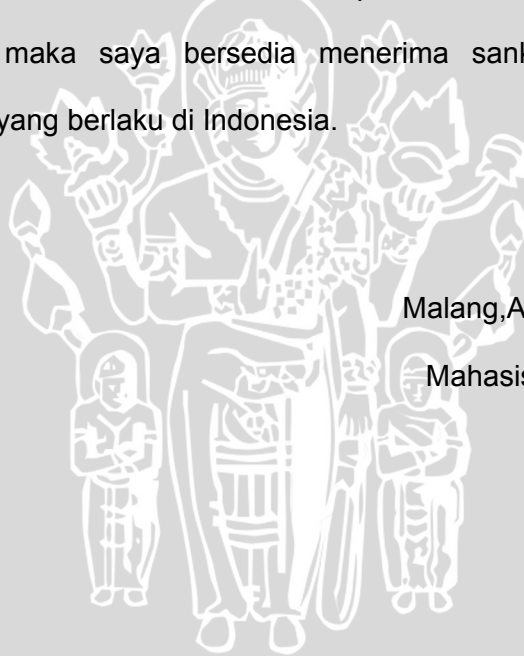 maka saya bersedia menerima sank
yang berlaku di Indonesia.
Malang,A
Mahasis